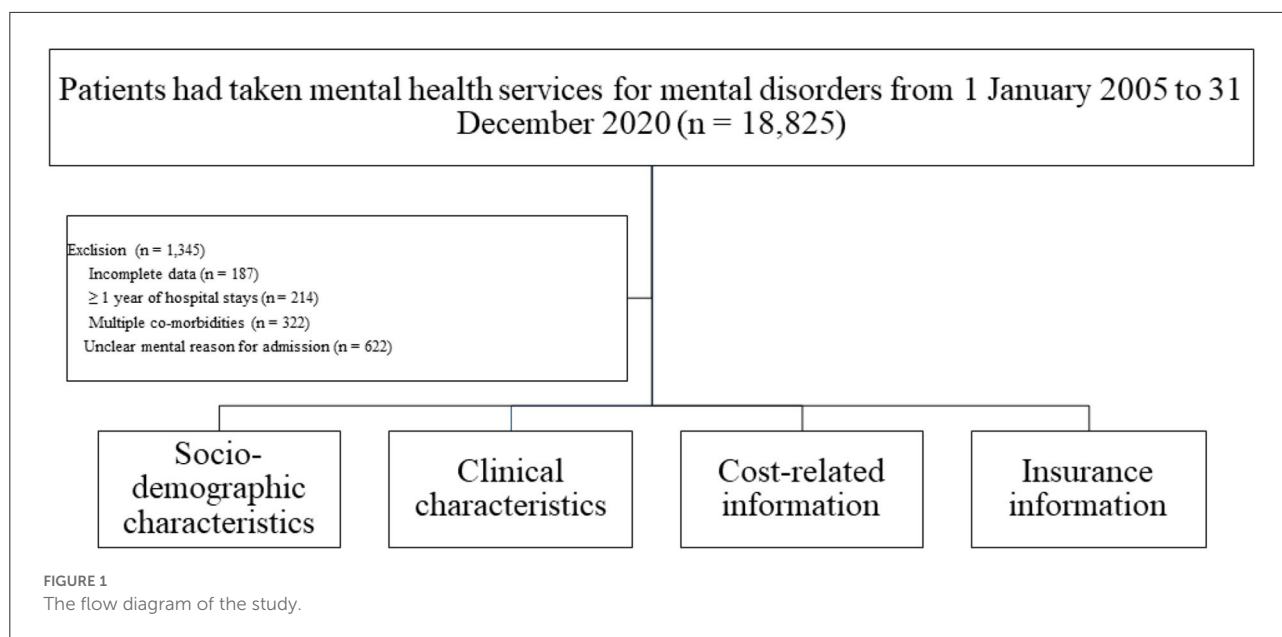 Patients had taken mental health services for mental disorders from 1 January 2005 to 31
December 2020 (n = 18,825)
Exclision (n = 1,345)
Incomplete data (n = 187)
≥ 1 year of hospital stays (n = 214)
Multiple co-morbidities (n = 322)
Unclear mental reason for admission (n = 622)
Socio-
demographic
characteristics
Clinical
characteristics
Cost-related
information
Insurance
information
FIGURE 1
The flow diagram of the study.